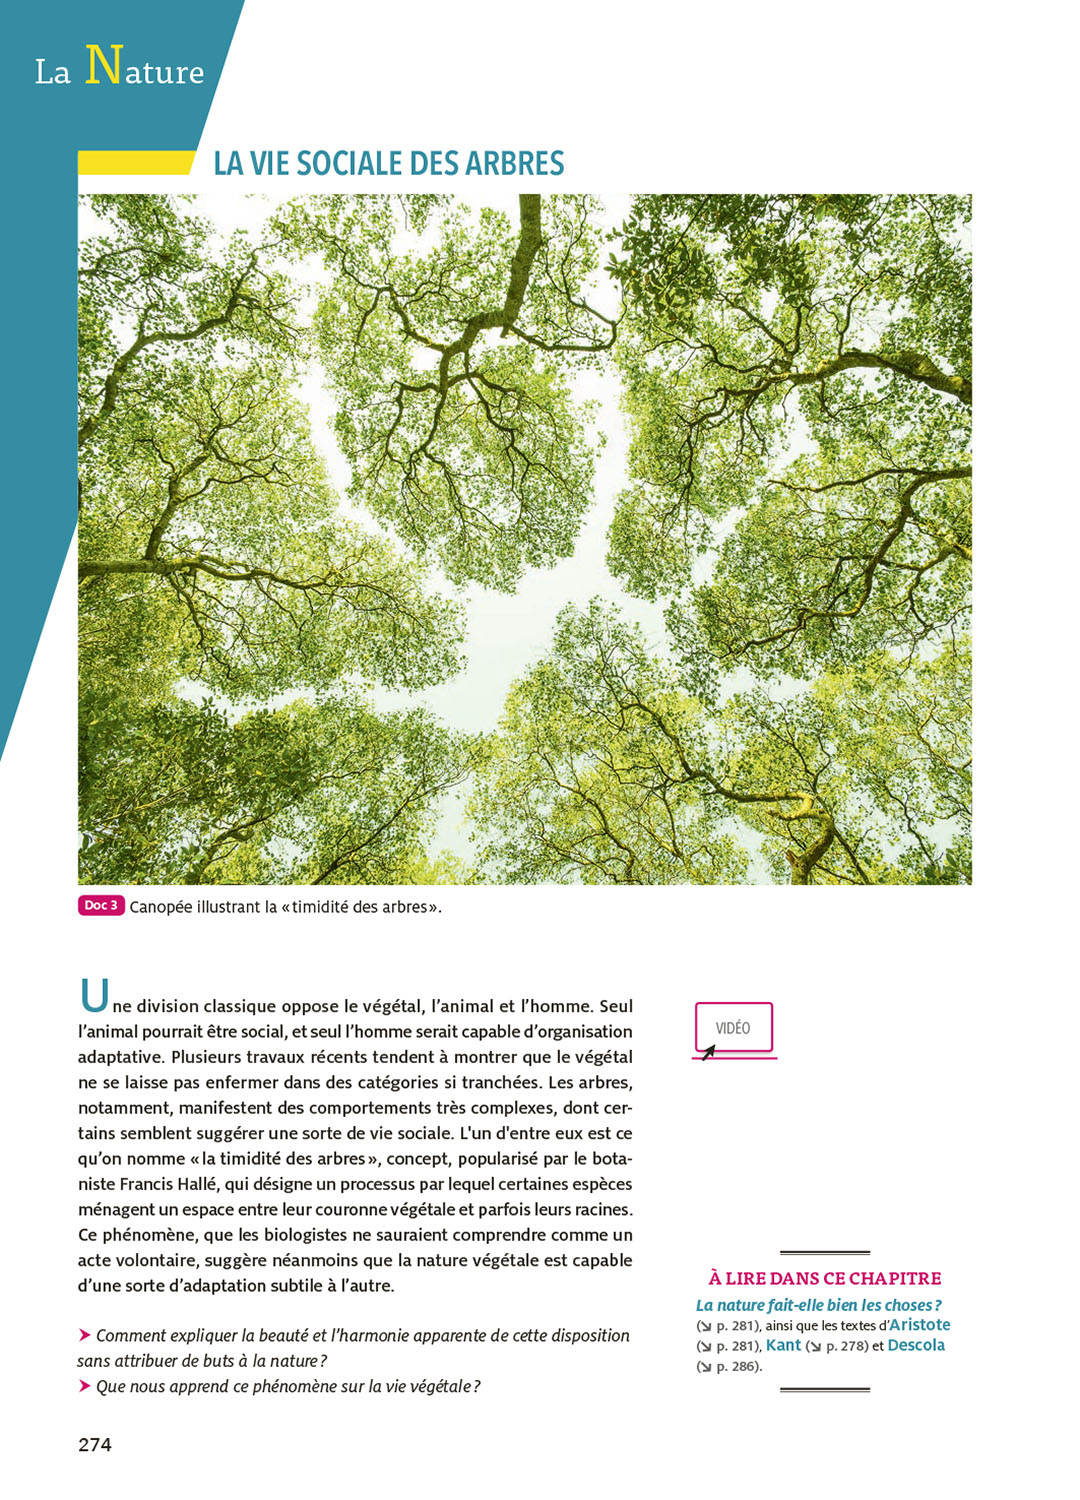 La Nature
LA VIE SOCIALE DES ARBRES
Doc 3 Canopée illustrant la « timidité des arbres ».
Une division classique oppose le végétal, l’animal et l’homme. Seul
l’animal pourrait être social, et seul l’homme serait capable d’organisation
adaptative. Plusieurs travaux récents tendent à montrer que le végétal
ne se laisse pas enfermer dans des catégories si tranchées. Les arbres,
notamment, manifestent des comportements très complexes, dont cer-
tains semblent suggérer une sorte de vie sociale. L'un d'entre eux est ce
qu’on nomme « la timidité des arbres », concept, popularisé par le bota-
niste Francis Hallé, qui désigne un processus par lequel certaines espèces
ménagent un espace entre leur couronne végétale et parfois leurs racines.
Ce phénomène, que les biologistes ne sauraient comprendre comme un
acte volontaire, suggère néanmoins que la nature végétale est capable
d’une sorte d’adaptation subtile à l’autre.
➤ Comment expliquer la beauté et l’harmonie apparente de cette disposition
sans attribuer de buts à la nature ?
➤ Que nous apprend ce phénomène sur la vie végétale ?
VIDÉO
À LIRE DANS CE CHAPITRE
La nature fait-elle bien les choses ?
(↘ p. 281), ainsi que les textes d’Aristote
(↘ p. 281), Kant (↘ p. 278) et Descola
(↘ p. 286).
274